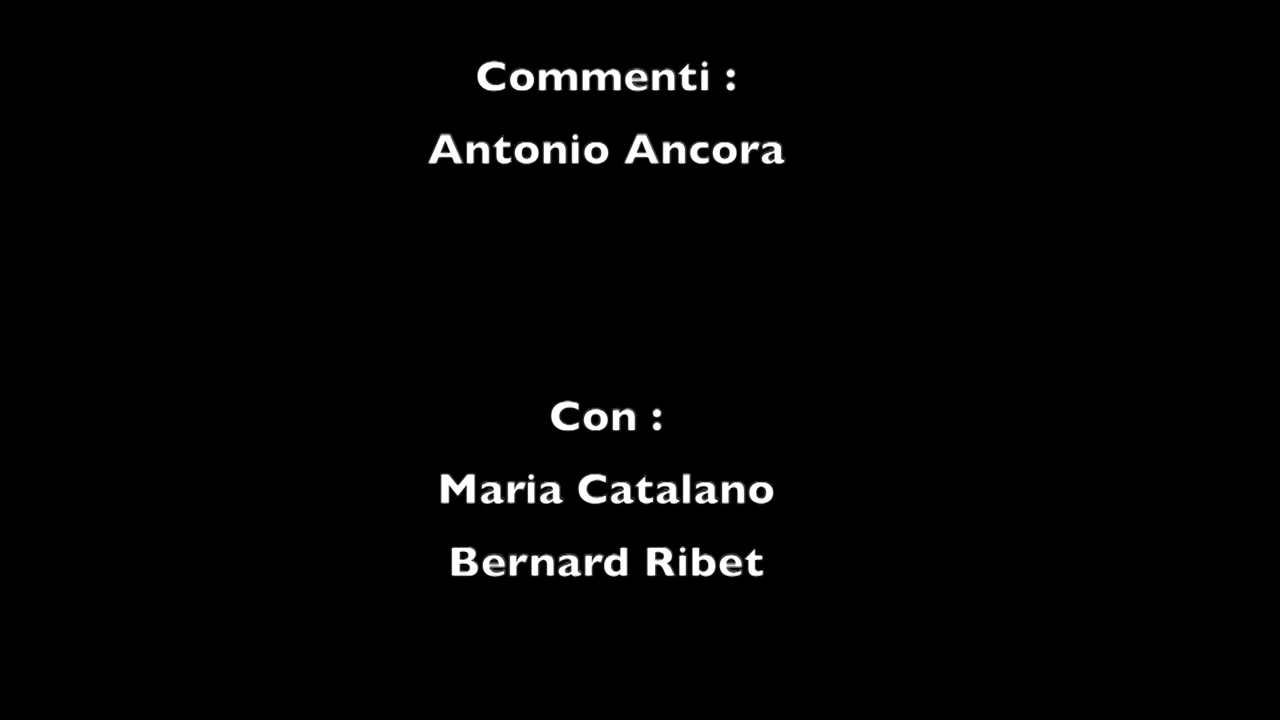 Commenti :
Antonio Ancora
Con :
Maria Catalano
Bernard Ribet